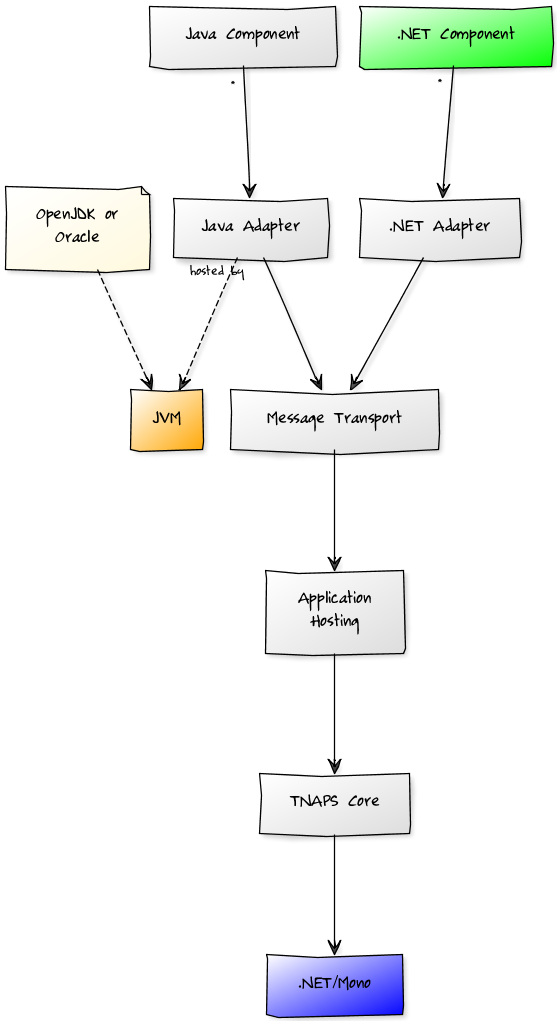 Java Component
.NET Component
*
*
OpenJDK or
Oracle
Java Adapter
.NET Adapter
hosted by
JVM
Message Transport
Application
Hosting
TNAPS Core
.NET/Mono